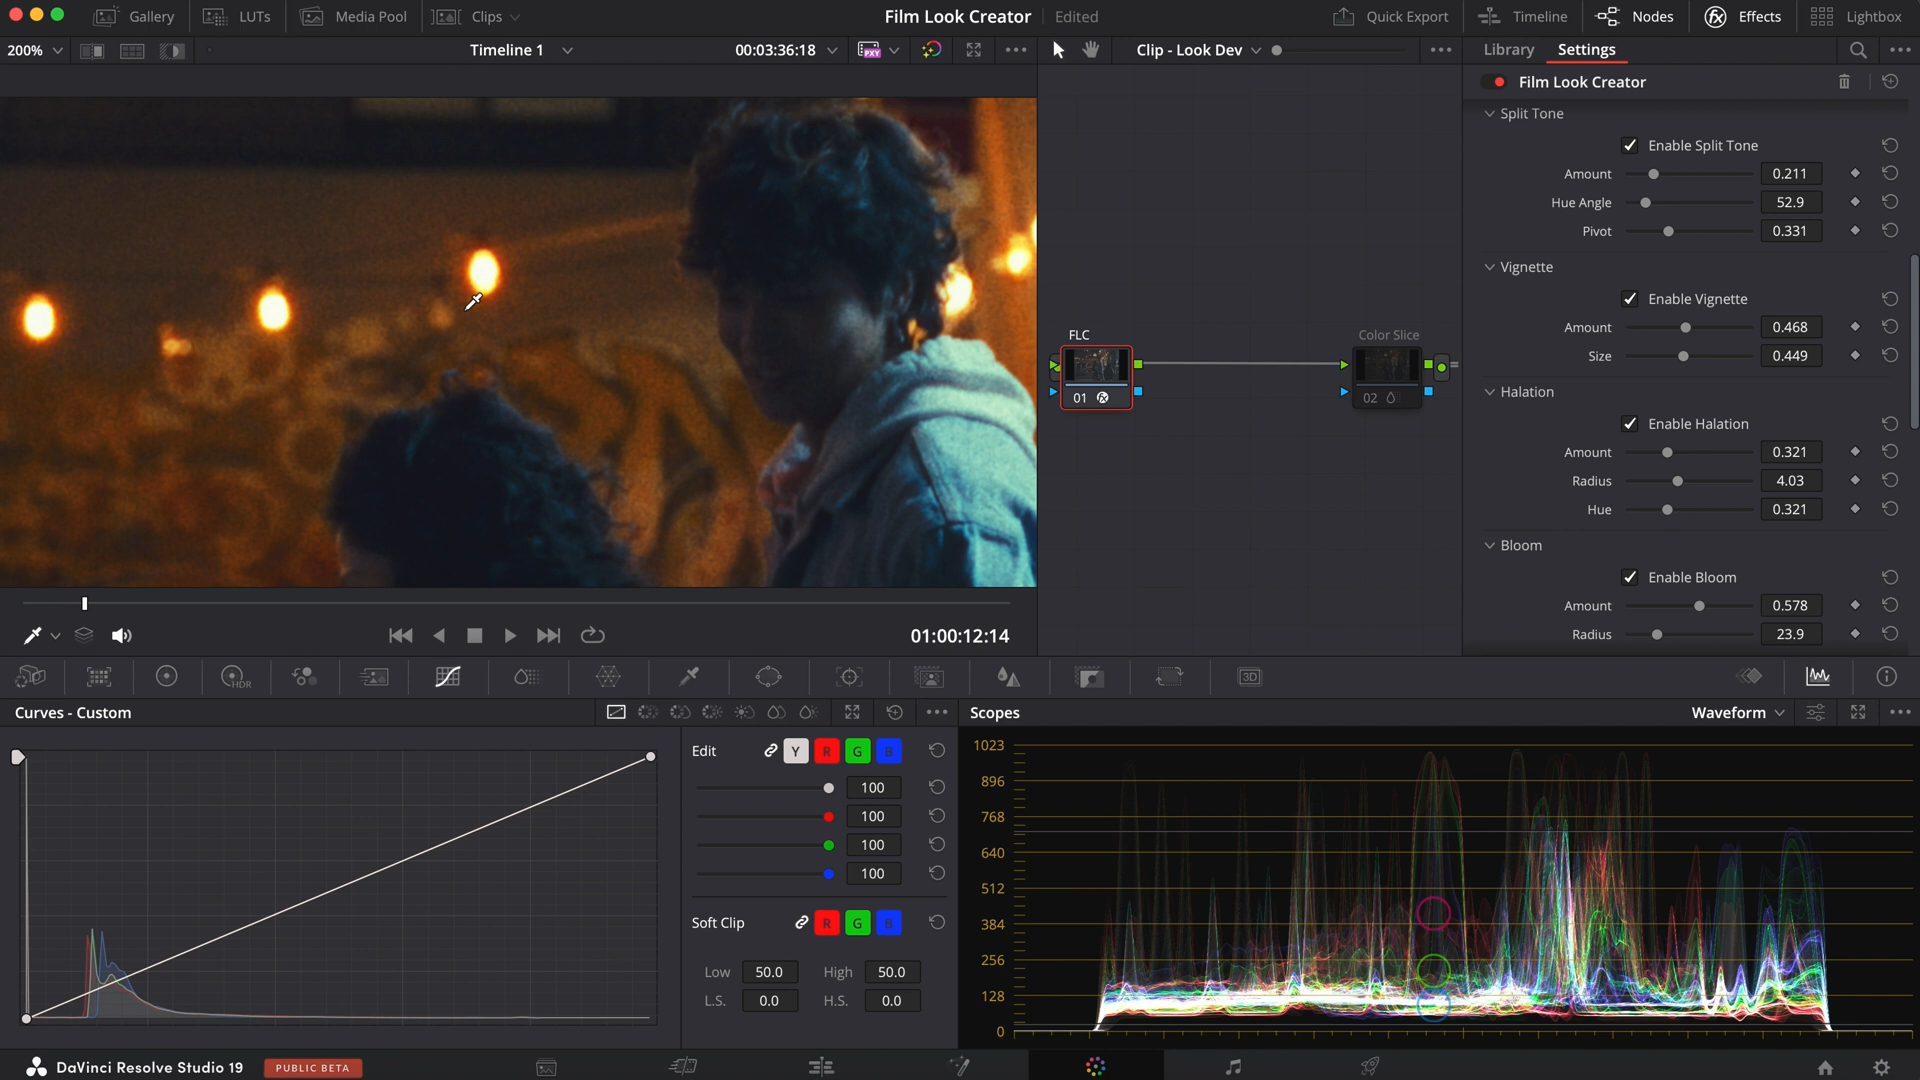 Gallery LUTs Media Pool Clips Film Look Creator Edited Quick Export Timeline Nodes Effects Lightbox
200% Timeline 1 00:03:36:18 PXY Clip - Look Dev Library Settings
Film Look Creator
Split Tone
Enable Split Tone
Amount 0.211
Hue Angle 52.9
Pivot 0.331
Vignette
Enable Vignette
Amount 0.468
Size 0.449
Halation
Enable Halation
Amount 0.321
Radius 4.03
Hue 0.321
Bloom
Enable Bloom
Amount 0.578
Radius 23.9
FLC
01
Color Slice
02
01:00:12:14
HDR
3D
Curves - Custom
Edit Y R G B
100
100
100
100
Soft Clip R G B
Low 50.0 High 50.0
L.S. 0.0 H.S. 0.0
Scopes Waveform
1023
896
768
640
512
384
256
128
0
DaVinci Resolve Studio 19 PUBLIC BETA